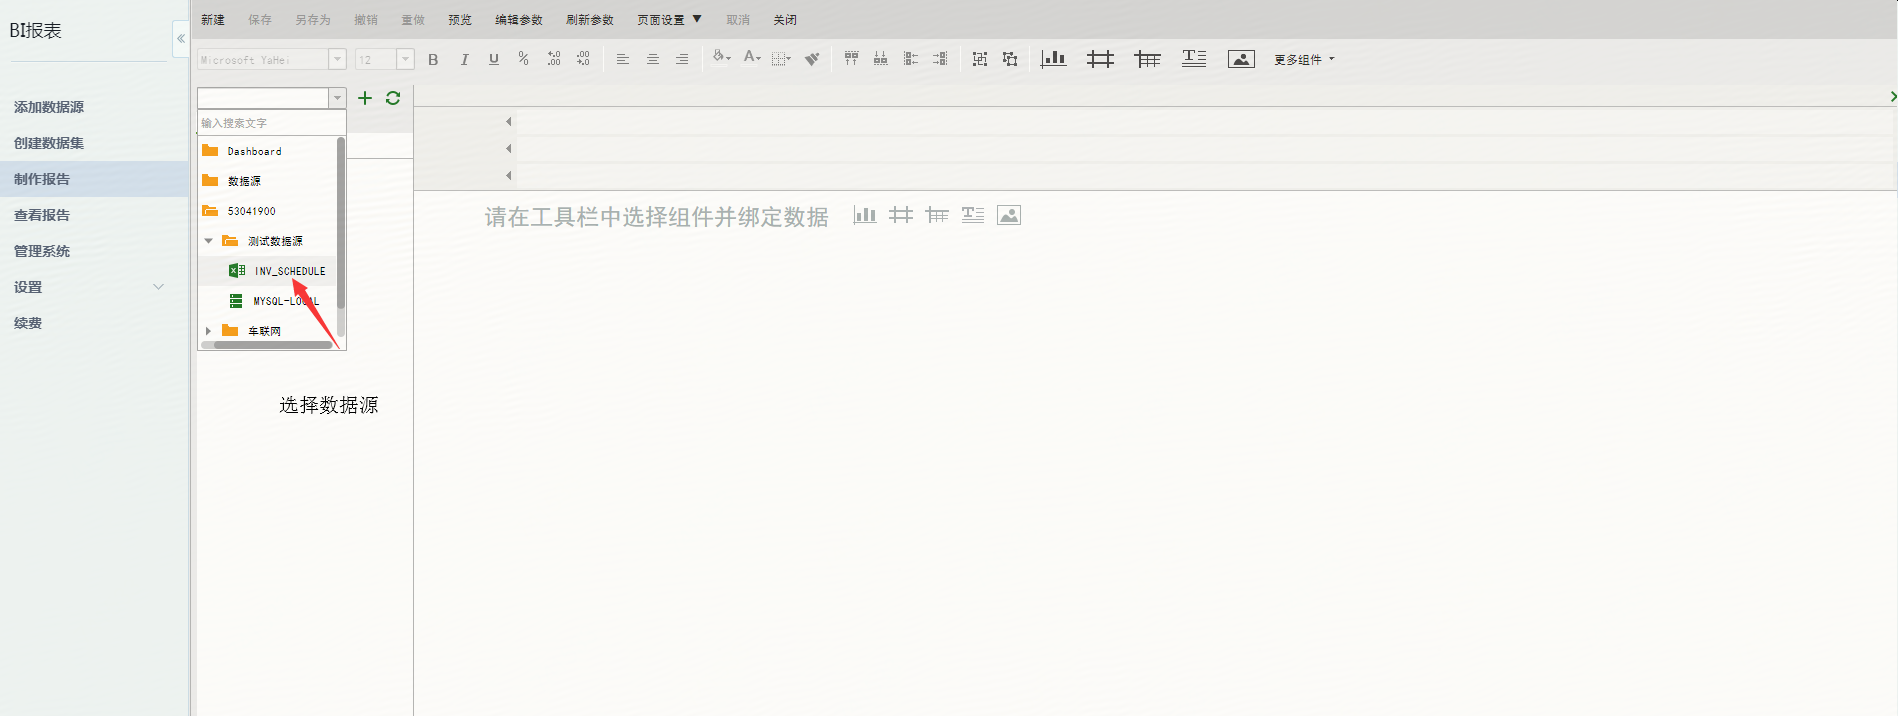 BI报表
新建 保存 另存为 撤销 重做 预览 编辑参数 刷新参数 页面设置 取消 关闭
Microsoft YaHei 12 B I U % 更多组件
添加数据源
创建数据集
制作报告
查看报告
管理系统
设置
续费
输入搜索文字
Dashboard
数据源
53041900
测试数据源
INV_SCHEDULE
MYSQL-LOCAL
车联网
请在工具栏中选择组件并绑定数据
选择数据源